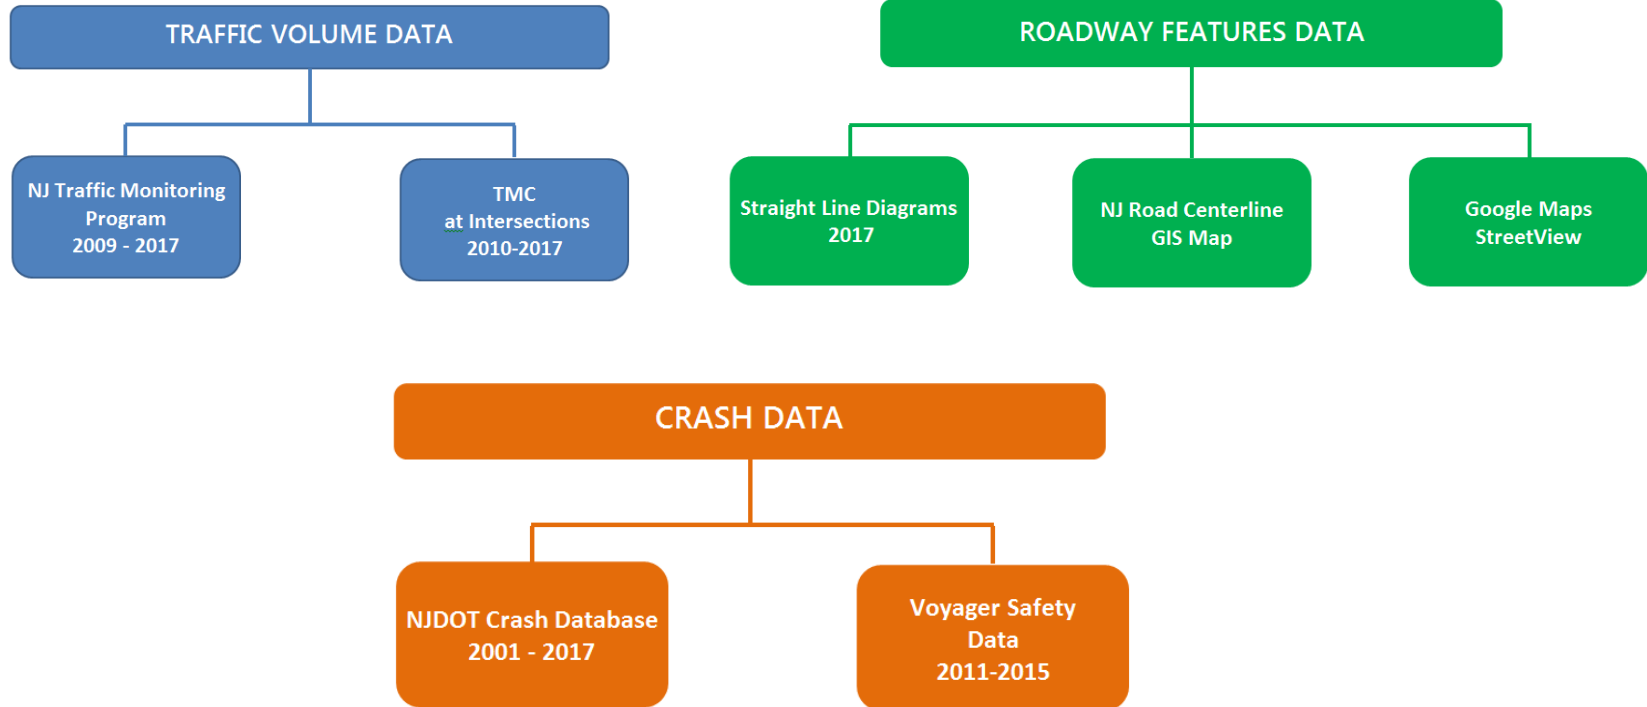 TRAFFIC VOLUME DATA
NJ Traffic Monitoring
Program
2009 - 2017
TMC
at Intersections
2010-2017
ROADWAY FEATURES DATA
Straight Line Diagrams
2017
NJ Road Centerline
GIS Map
Google Maps
StreetView
CRASH DATA
NJDOT Crash Database
2001 - 2017
Voyager Safety
Data
2011-2015